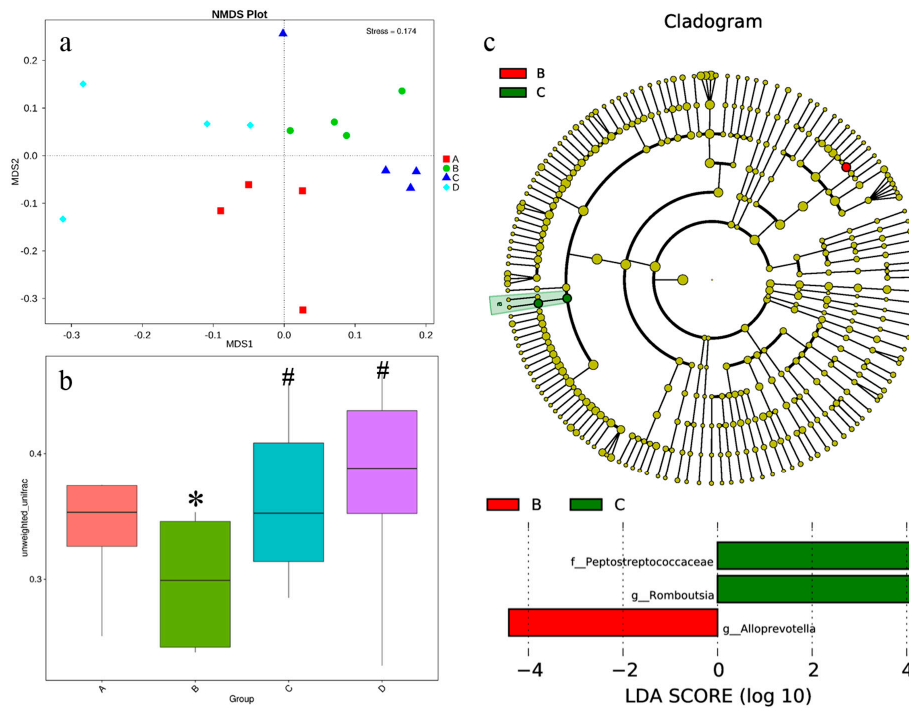 NMDS Plot
a
Stress = 0.174
0.2
0.1
0.0
-0.1
-0.2
-0.3
MDS2
-0.3
-0.2
-0.1
0.0
0.1
0.2
MDS1
A
B
C
D
b
*
#
#
0.4
0.3
unweighted_unifrac
A
B
C
D
Group
c
Cladogram
B
C
a
B
C
f__Peptostreptococcaceae
g__Romboutsia
g__Alloprevotella
−4
−2
0
2
4
LDA SCORE (log 10)